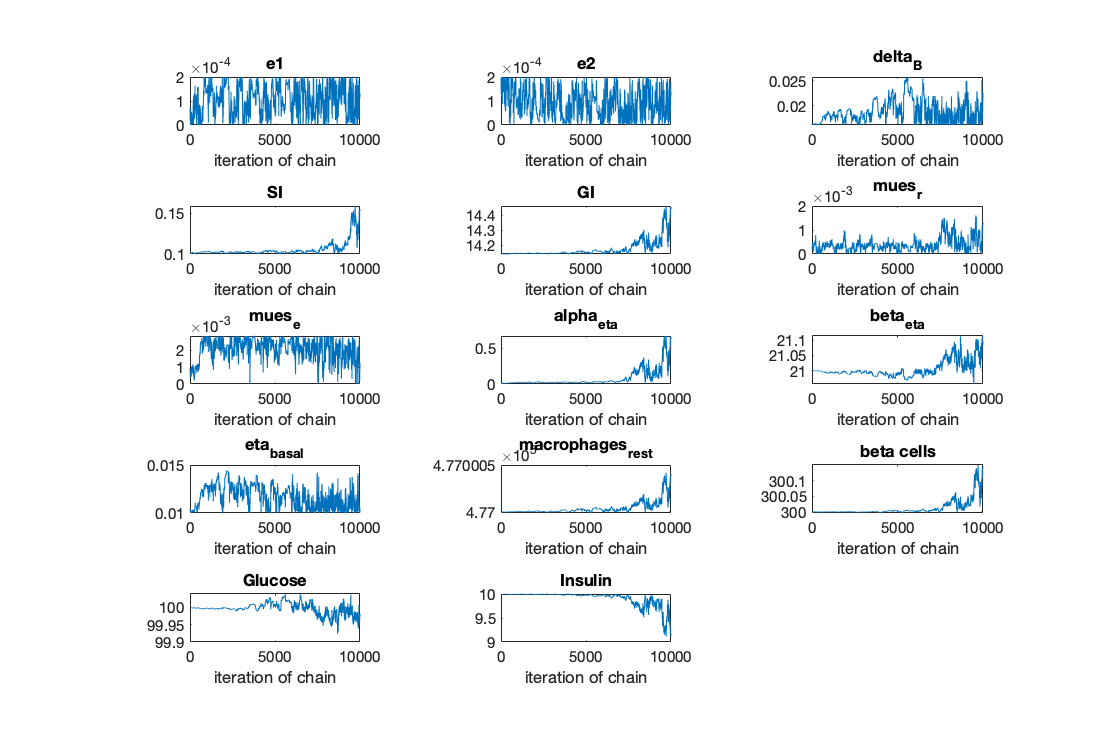 e1
×10-4
2
1
0
0 5000 10000
iteration of chain
e2
×10-4
2
1
0
0 5000 10000
iteration of chain
deltaB
0.025
0.02
0 5000 10000
iteration of chain
SI
0.15
0.1
0 5000 10000
iteration of chain
GI
14.4
14.3
14.2
0 5000 10000
iteration of chain
muesr
×10-3
2
1
0
0 5000 10000
iteration of chain
muese
×10-3
2
1
0
0 5000 10000
iteration of chain
alphaeta
0.5
0
0 5000 10000
iteration of chain
betaeta
21.1
21.05
21
0 5000 10000
iteration of chain
etabasal
0.015
0.01
0 5000 10000
iteration of chain
macrophagesrest
×105
4.770005
4.77
0 5000 10000
iteration of chain
beta cells
300.1
300.05
300
0 5000 10000
iteration of chain
Glucose
100
99.95
99.9
0 5000 10000
iteration of chain
Insulin
10
9.5
9
0 5000 10000
iteration of chain